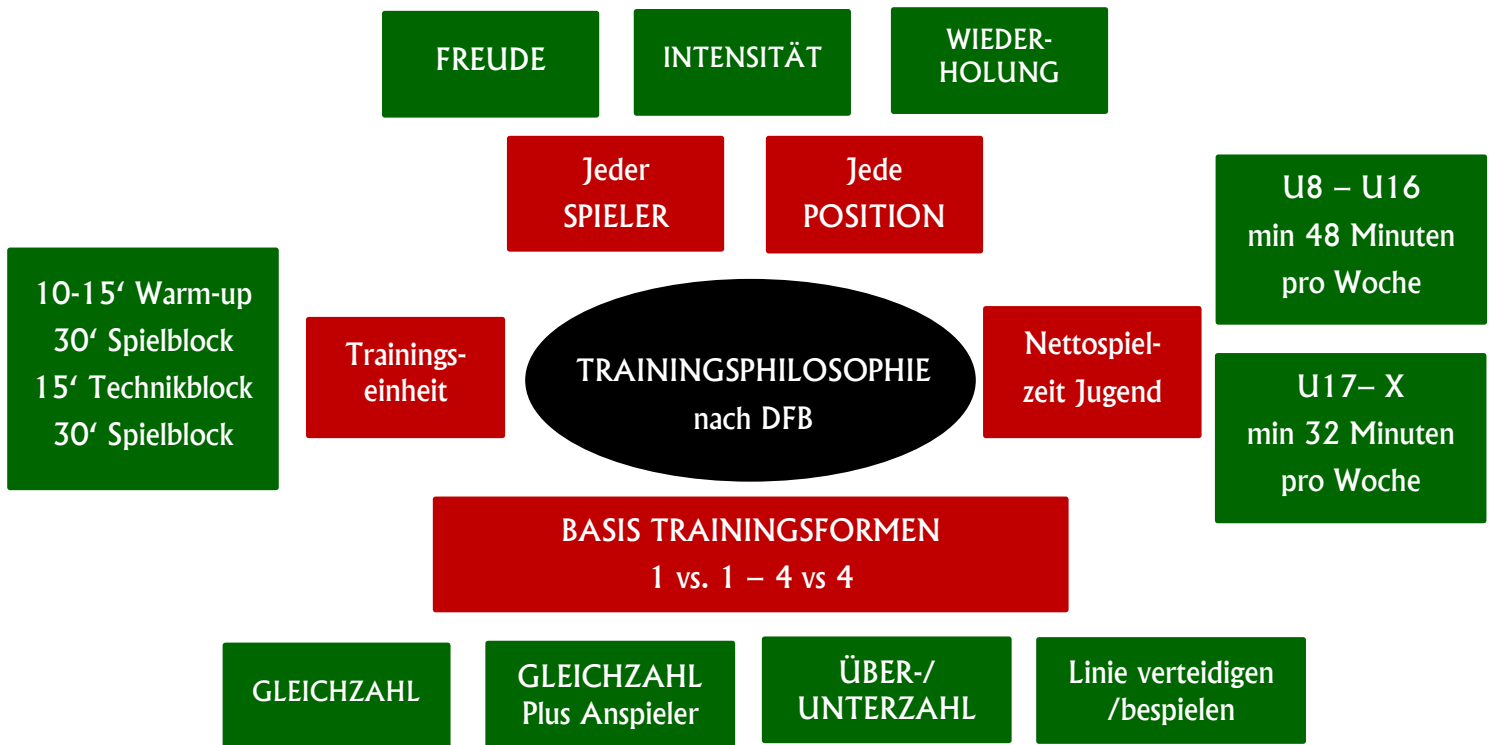 FREUDE
INTENSITÄT
WIEDER-
HOLUNG
Jeder
SPIELER
Jede
POSITION
U8 – U16
min 48 Minuten
pro Woche
10-15‘ Warm-up
30‘ Spielblock
15‘ Technikblock
30‘ Spielblock
Trainings-
einheit
TRAININGSPHILOSOPHIE
nach DFB
Nettospiel-
zeit Jugend
U17– X
min 32 Minuten
pro Woche
BASIS TRAININGSFORMEN
1 vs. 1 – 4 vs 4
GLEICHZAHL
GLEICHZAHL
Plus Anspieler
ÜBER-/
UNTERZAHL
Linie verteidigen
/bespielen